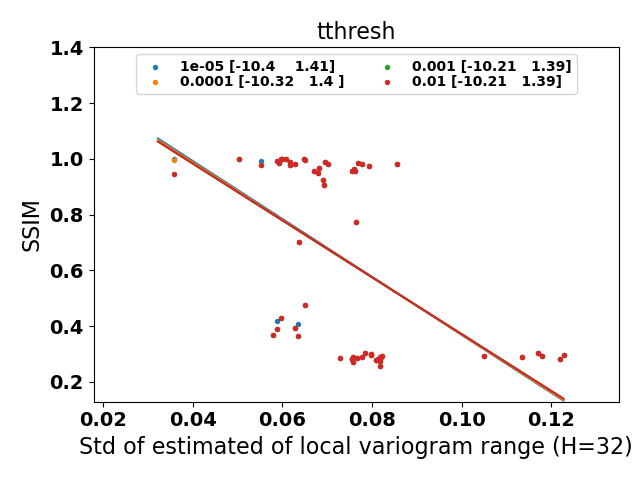 tthresh
1e-05 [-10.4 1.41]
0.0001 [-10.32 1.4 ]
0.001 [-10.21 1.39]
0.01 [-10.21 1.39]
1.4
1.2
1.0
0.8
0.6
0.4
0.2
SSIM
0.02 0.04 0.06 0.08 0.10 0.12
Std of estimated of local variogram range (H=32)